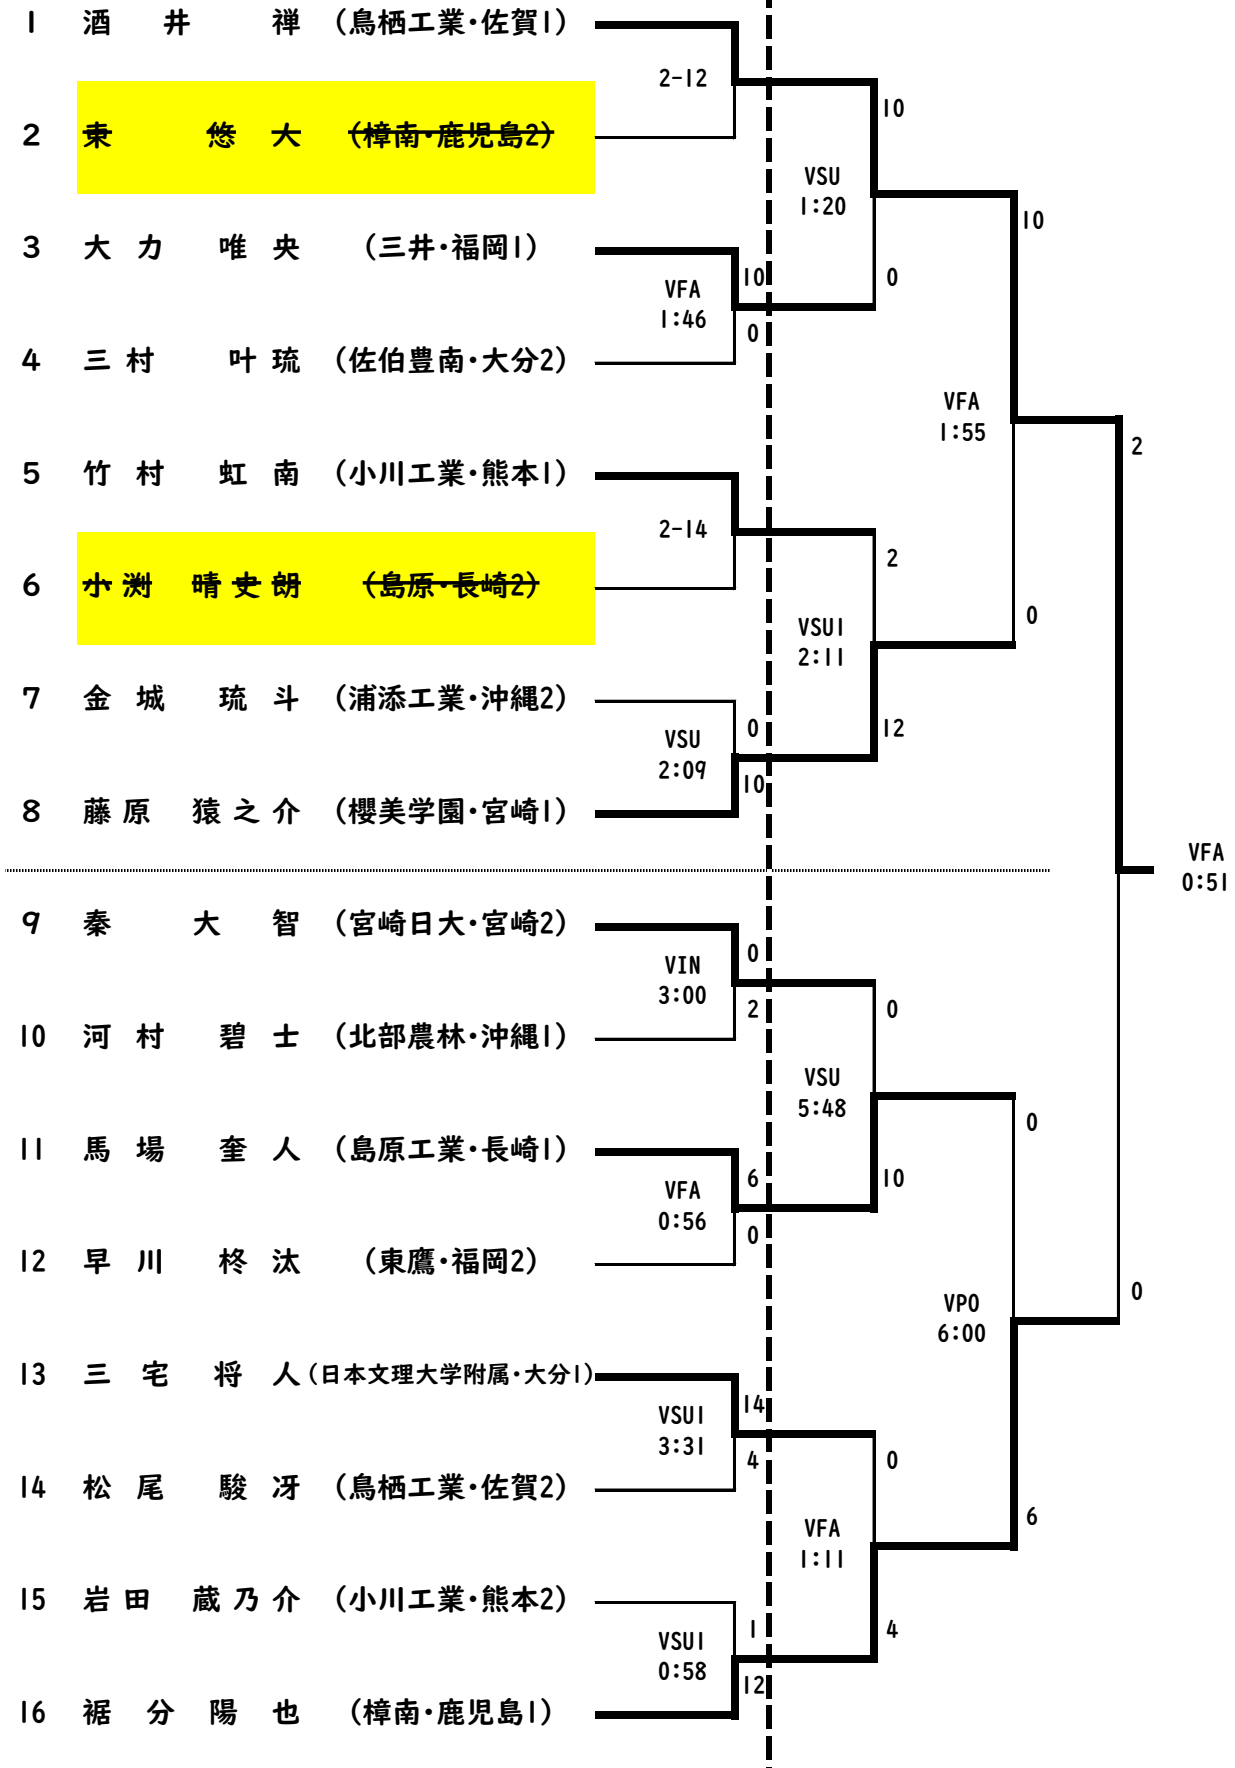 1 酒井 禅 (鳥栖工業・佐賀1)
2-12
10
2 東 悠大 (樟南・鹿児島2)
VSU
1:20
10
3 大力 唯央 (三井・福岡1)
10
0
VFA
1:46
0
4 三村 叶琉 (佐伯豊南・大分2)
VFA
1:55
5 竹村 虹南 (小川工業・熊本1)
2
2-14
2
6 小渕 晴史朗 (島原・長崎2)
0
VSU1
2:11
7 金城 琉斗 (浦添工業・沖縄2)
0
12
VSU
2:09
10
8 藤原 猿之介 (櫻美学園・宮崎1)
VFA
0:51
9 秦 大智 (宮崎日大・宮崎2)
0
VIN
3:00
2
0
10 河村 碧士 (北部農林・沖縄1)
VSU
5:48
0
11 馬場 奎人 (島原工業・長崎1)
6
10
VFA
0:56
0
12 早川 柊汰 (東鷹・福岡2)
0
VPO
6:00
13 三宅 将人 (日本文理大学附属・大分1)
14
VSU1
3:31
4
0
14 松尾 駿冴 (鳥栖工業・佐賀2)
6
VFA
1:11
15 岩田 蔵乃介 (小川工業・熊本2)
1
4
VSU1
0:58
12
16 裾分 陽也 (樟南・鹿児島1)